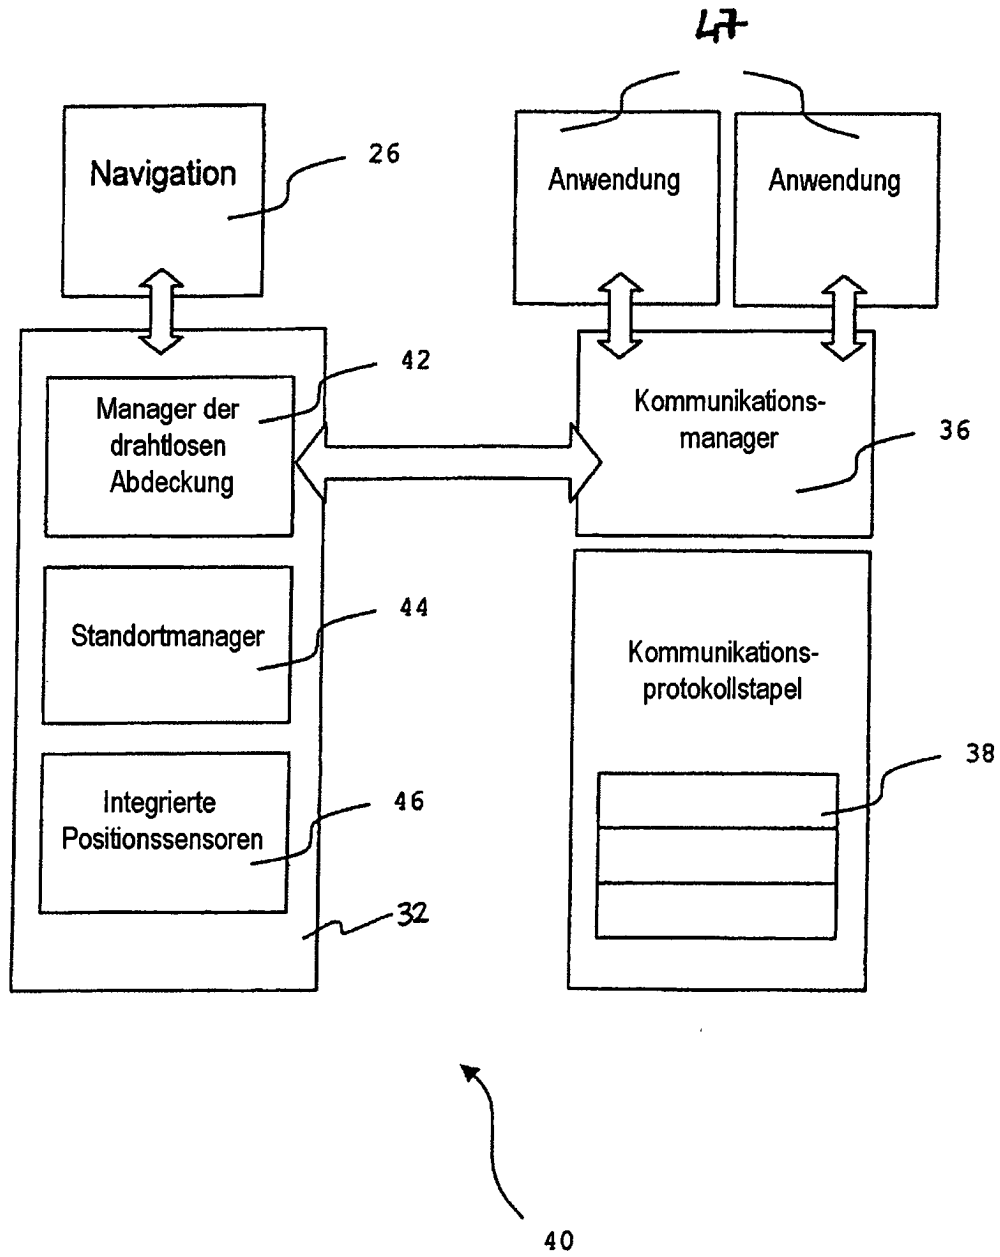 47
Navigation
26
Anwendung
Anwendung
42
Manager der
drahtlosen
Abdeckung
Kommunikations-
manager
36
Standortmanager
44
Kommunikations-
protokollstapel
38
Integrierte
Positionssensoren
46
32
40